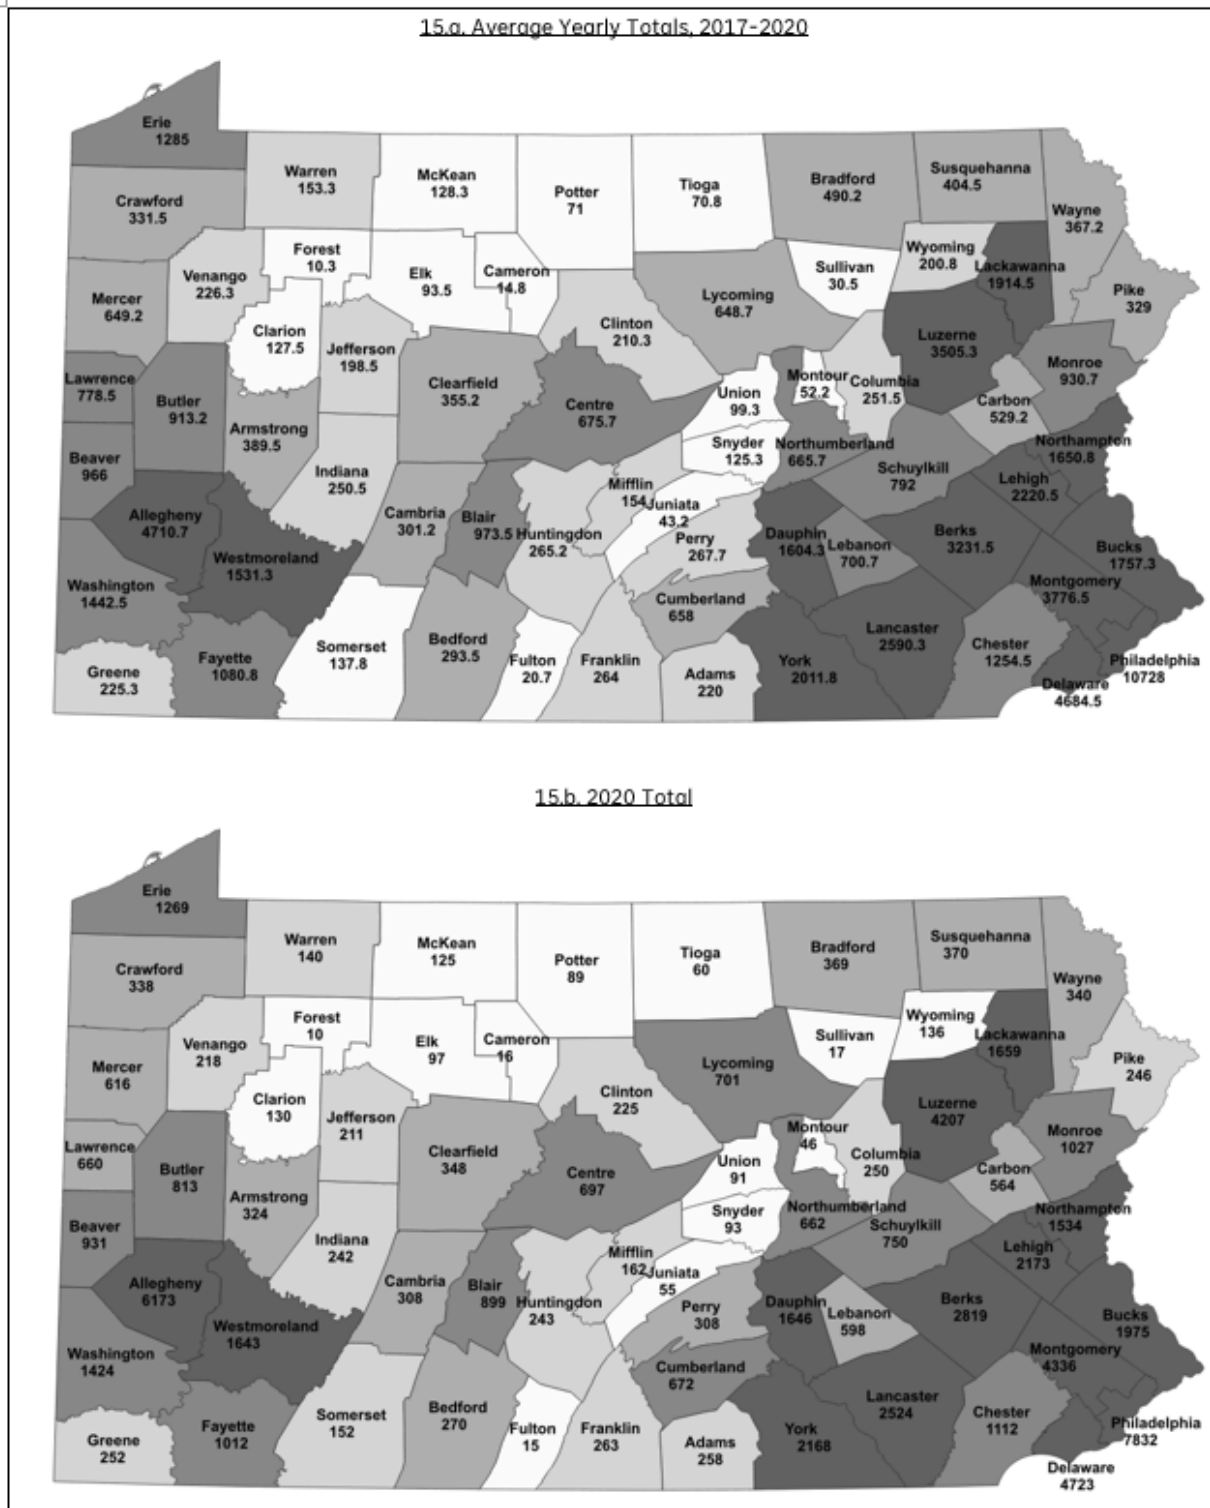 15.a. Average Yearly Totals, 2017-2020
Erie
1285
Warren
153.3
McKean
128.3
Potter
71
Tioga
70.8
Bradford
490.2
Susquehanna
404.5
Wayne
367.2
Crawford
331.5
Forest
10.3
Elk
93.5
Cameron
14.8
Sullivan
30.5
Wyoming
200.8
Lackawanna
1914.5
Pike
329
Mercer
649.2
Venango
226.3
Clarion
127.5
Jefferson
198.5
Clinton
210.3
Lycoming
648.7
Luzerne
3505.3
Monroe
930.7
Lawrence
778.5
Butler
913.2
Armstrong
389.5
Clearfield
355.2
Centre
675.7
Union
99.3
Montour
52.2
Columbia
251.5
Carbon
529.2
Northampton
1650.8
Beaver
966
Indiana
250.5
Snyder
125.3
Northumberland
665.7
Schuylkill
792
Lehigh
2220.5
Allegheny
4710.7
Westmoreland
1531.3
Cambria
301.2
Blair
973.5
Huntingdon
265.2
Mifflin
154
Juniata
43.2
Perry
267.7
Dauphin
1604.3
Lebanon
700.7
Berks
3231.5
Bucks
1757.3
Montgomery
3776.5
Washington
1442.5
Cumberland
658
Lancaster
2590.3
Chester
1254.5
Philadelphia
10728
Delaware
4684.5
Greene
225.3
Fayette
1080.8
Somerset
137.8
Bedford
293.5
Fulton
20.7
Franklin
264
Adams
220
York
2011.8
15.b. 2020 Total
Erie
1269
Warren
140
McKean
125
Potter
89
Tioga
60
Bradford
369
Susquehanna
370
Wayne
340
Crawford
338
Forest
10
Elk
97
Cameron
16
Sullivan
17
Wyoming
136
Lackawanna
1659
Pike
246
Mercer
616
Venango
218
Clarion
130
Jefferson
211
Clinton
225
Lycoming
701
Luzerne
4207
Monroe
1027
Lawrence
660
Butler
813
Armstrong
324
Clearfield
348
Centre
697
Union
91
Montour
46
Columbia
250
Carbon
564
Northampton
1534
Beaver
931
Indiana
242
Snyder
93
Northumberland
662
Schuylkill
750
Lehigh
2173
Allegheny
6173
Westmoreland
1643
Cambria
308
Blair
899
Huntingdon
243
Mifflin
162
Juniata
55
Perry
308
Dauphin
1646
Lebanon
598
Berks
2819
Bucks
1975
Montgomery
4336
Washington
1424
Cumberland
672
Lancaster
2524
Chester
1112
Philadelphia
7832
Delaware
4723
Greene
252
Fayette
1012
Somerset
152
Bedford
270
Fulton
15
Franklin
263
Adams
258
York
2168